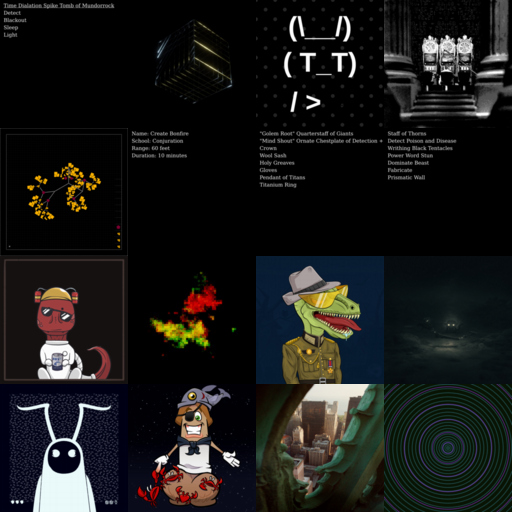 Time Dialation Spike Tomb of Mundorrock
Detect
Blackout
Sleep
Light
(\__/)
( T_T)
/ >
Name: Create Bonfire
School: Conjuration
Range: 60 feet
Duration: 10 minutes
"Golem Root" Quarterstaff of Giants
"Mind Shout" Ornate Chestplate of Detection +
Crown
Wool Sash
Holy Greaves
Gloves
Pendant of Titans
Titanium Ring
Staff of Thorns
Detect Poison and Disease
Writhing Black Tentacles
Power Word Stun
Dominate Beast
Fabricate
Prismatic Wall